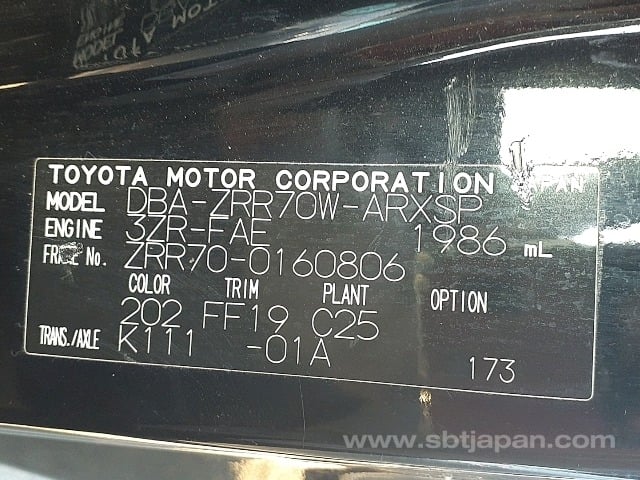 TOYOTA MOTOR CORPORATION JAPAN
MODEL DBA-ZRR70W-ARXSP
ENGINE 3ZR-FAE 1986 mL
No. ZRR70-0160806
COLOR TRIM PLANT OPTION
202 FF19 C25
TRANS./AXLE K111 -01A 173
www.sbtjapan.com